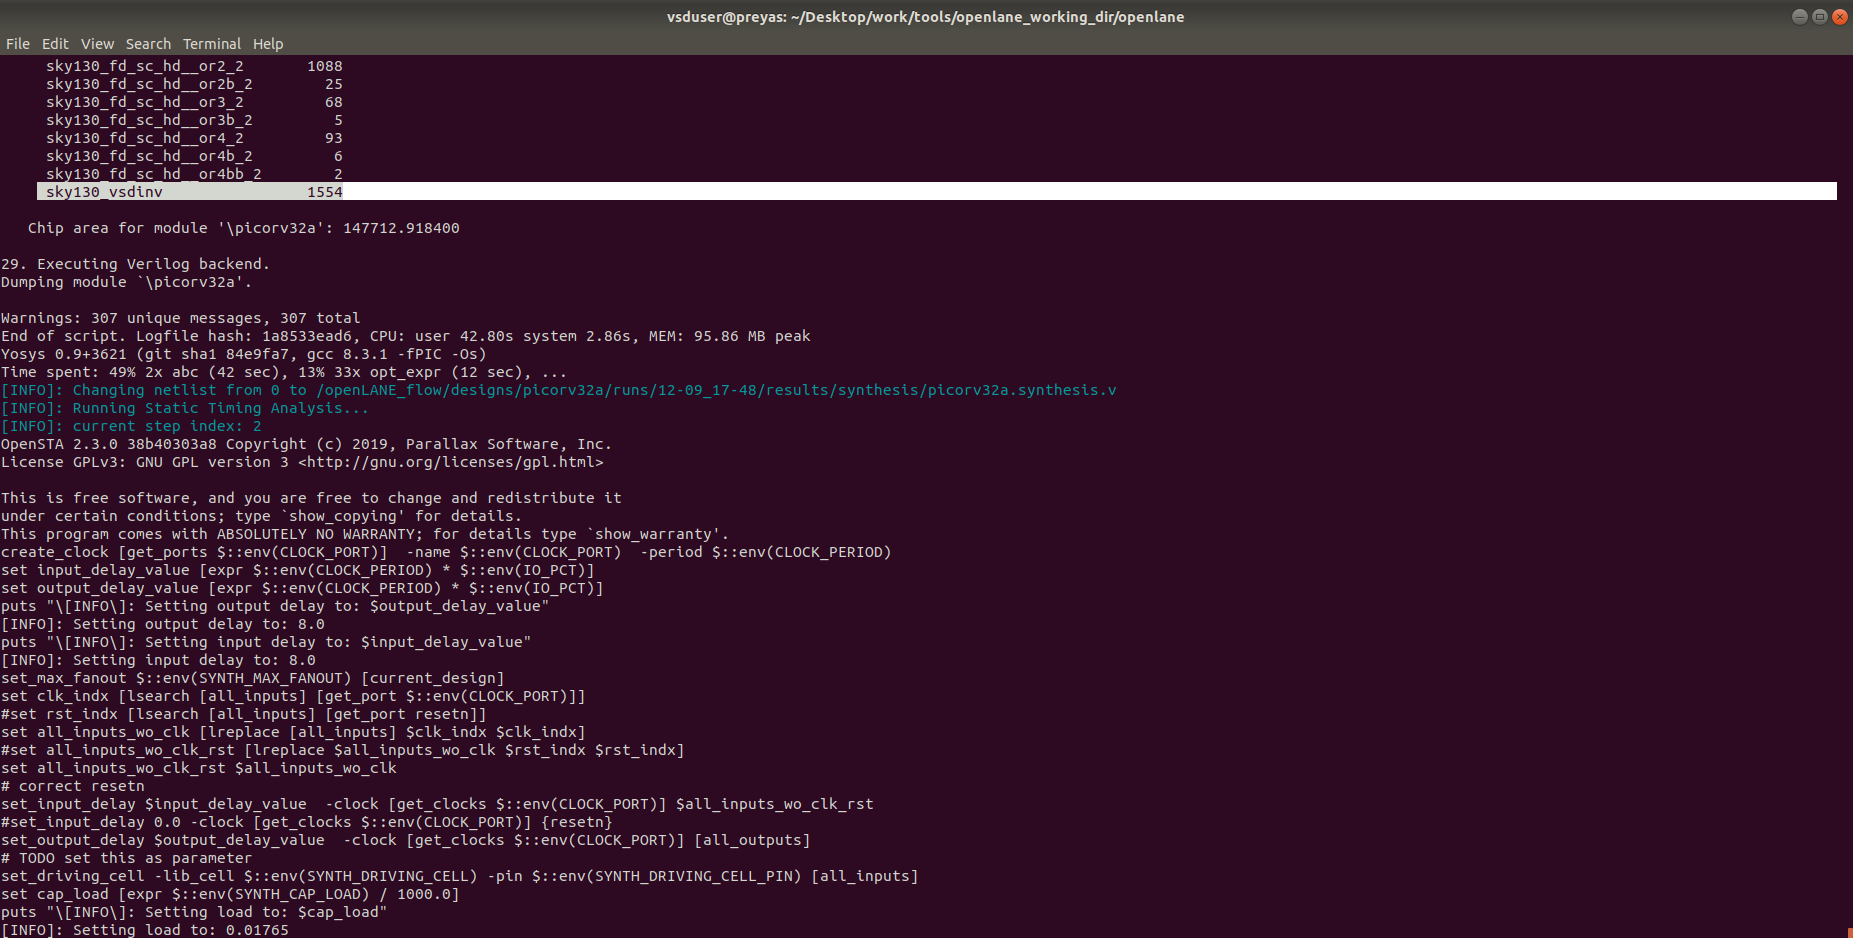 vsduser@preyas: ~/Desktop/work/tools/openlane_working_dir/openlane
File Edit View Search Terminal Help
sky130_fd_sc_hd__or2_2 1088
sky130_fd_sc_hd__or2b_2 25
sky130_fd_sc_hd__or3_2 68
sky130_fd_sc_hd__or3b_2 5
sky130_fd_sc_hd__or4_2 93
sky130_fd_sc_hd__or4b_2 6
sky130_fd_sc_hd__or4bb_2 2
sky130_vsdinv 1554
Chip area for module '\picorv32a': 147712.918400
29. Executing Verilog backend.
Dumping module `\picorv32a'.
Warnings: 307 unique messages, 307 total
End of script. Logfile hash: 1a8533ead6, CPU: user 42.80s system 2.86s, MEM: 95.86 MB peak
Yosys 0.9+3621 (git sha1 84e9fa7, gcc 8.3.1 -fPIC -Os)
Time spent: 49% 2x abc (42 sec), 13% 33x opt_expr (12 sec), ...
[INFO]: Changing netlist from 0 to /openLANE_flow/designs/picorv32a/runs/12-09_17-48/results/synthesis/picorv32a.synthesis.v
[INFO]: Running Static Timing Analysis...
[INFO]: current step index: 2
OpenSTA 2.3.0 38b40303a8 Copyright (c) 2019, Parallax Software, Inc.
License GPLv3: GNU GPL version 3 <http://gnu.org/licenses/gpl.html>
This is free software, and you are free to change and redistribute it
under certain conditions; type `show_copying' for details.
This program comes with ABSOLUTELY NO WARRANTY; for details type `show_warranty'.
create_clock [get_ports $::env(CLOCK_PORT)]  -name $::env(CLOCK_PORT)  -period $::env(CLOCK_PERIOD)
set input_delay_value [expr $::env(CLOCK_PERIOD) * $::env(IO_PCT)]
set output_delay_value [expr $::env(CLOCK_PERIOD) * $::env(IO_PCT)]
puts "\[INFO\]: Setting output delay to: $output_delay_value"
[INFO]: Setting output delay to: 8.0
puts "\[INFO\]: Setting input delay to: $input_delay_value"
[INFO]: Setting input delay to: 8.0
set_max_fanout $::env(SYNTH_MAX_FANOUT) [current_design]
set clk_indx [lsearch [all_inputs] [get_port $::env(CLOCK_PORT)]]
#set rst_indx [lsearch [all_inputs] [get_port resetn]]
set all_inputs_wo_clk [lreplace [all_inputs] $clk_indx $clk_indx]
#set all_inputs_wo_clk_rst [lreplace $all_inputs_wo_clk $rst_indx $rst_indx]
set all_inputs_wo_clk_rst $all_inputs_wo_clk
# correct resetn
set_input_delay $input_delay_value  -clock [get_clocks $::env(CLOCK_PORT)] $all_inputs_wo_clk_rst
#set_input_delay 0.0 -clock [get_clocks $::env(CLOCK_PORT)] {resetn}
set_output_delay $output_delay_value  -clock [get_clocks $::env(CLOCK_PORT)] [all_outputs]
# TODO set this as parameter
set_driving_cell -lib_cell $::env(SYNTH_DRIVING_CELL) -pin $::env(SYNTH_DRIVING_CELL_PIN) [all_inputs]
set cap_load [expr $::env(SYNTH_CAP_LOAD) / 1000.0]
puts "\[INFO\]: Setting load to: $cap_load"
[INFO]: Setting load to: 0.01765